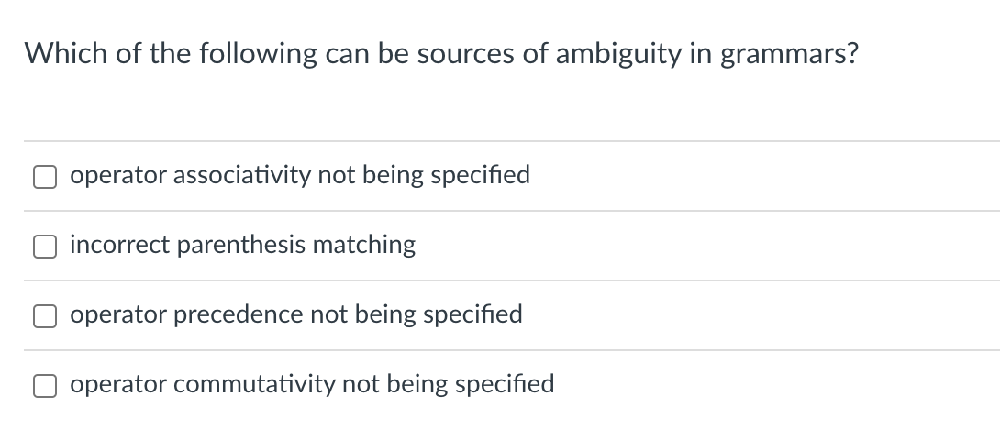 Which of the following can be sources of ambiguity in grammars?
operator associativity not being specified
incorrect parenthesis matching
operator precedence not being specified
operator commutativity not being specified